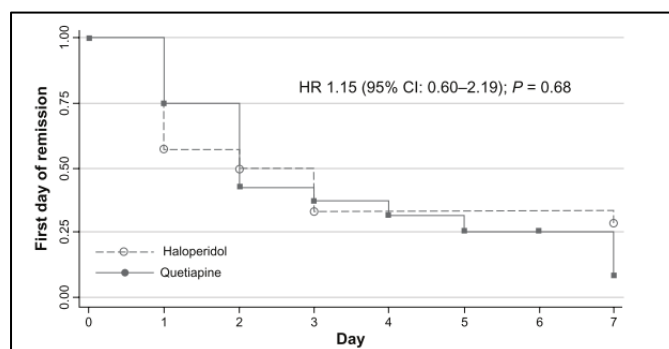 1.00
HR 1.15 (95% CI: 0.60–2.19); P = 0.68
0.75
First day of remission
0.50
0.25
Haloperidol
Quetiapine
0.00
0 1 2 3 4 5 6 7
Day